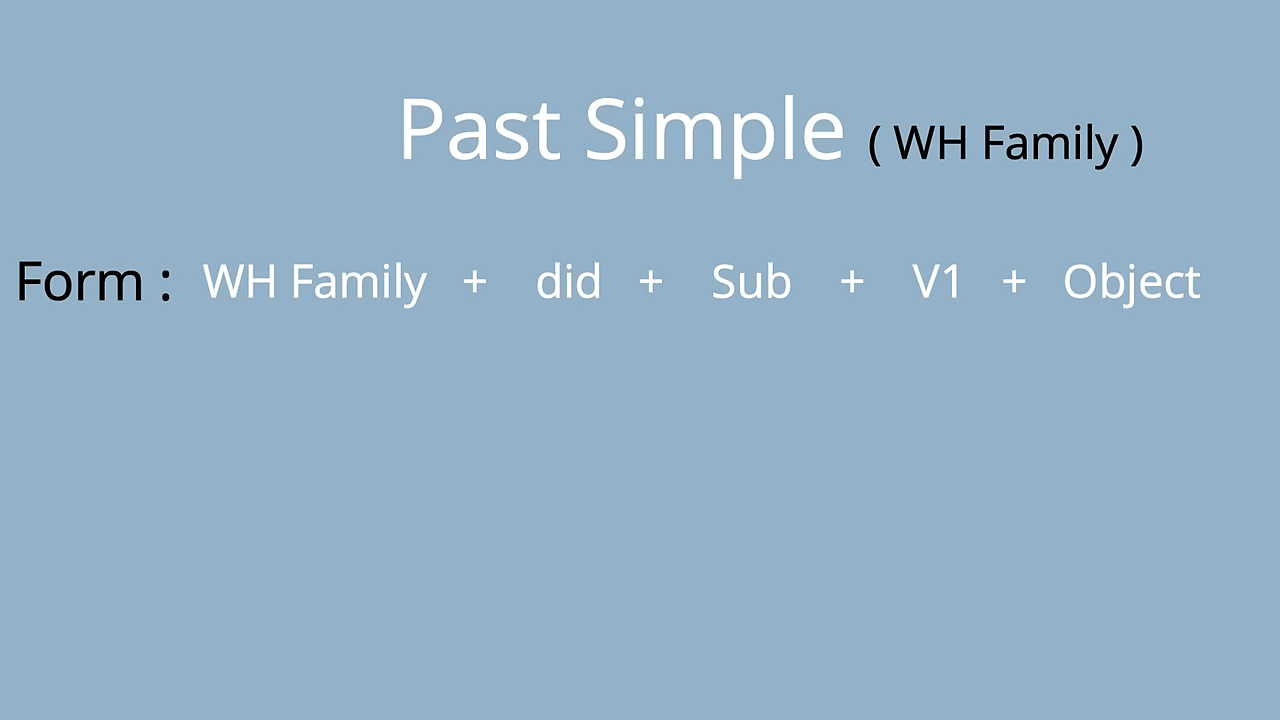 Past Simple ( WH Family )
Form : WH Family + did + Sub + V1 + Object